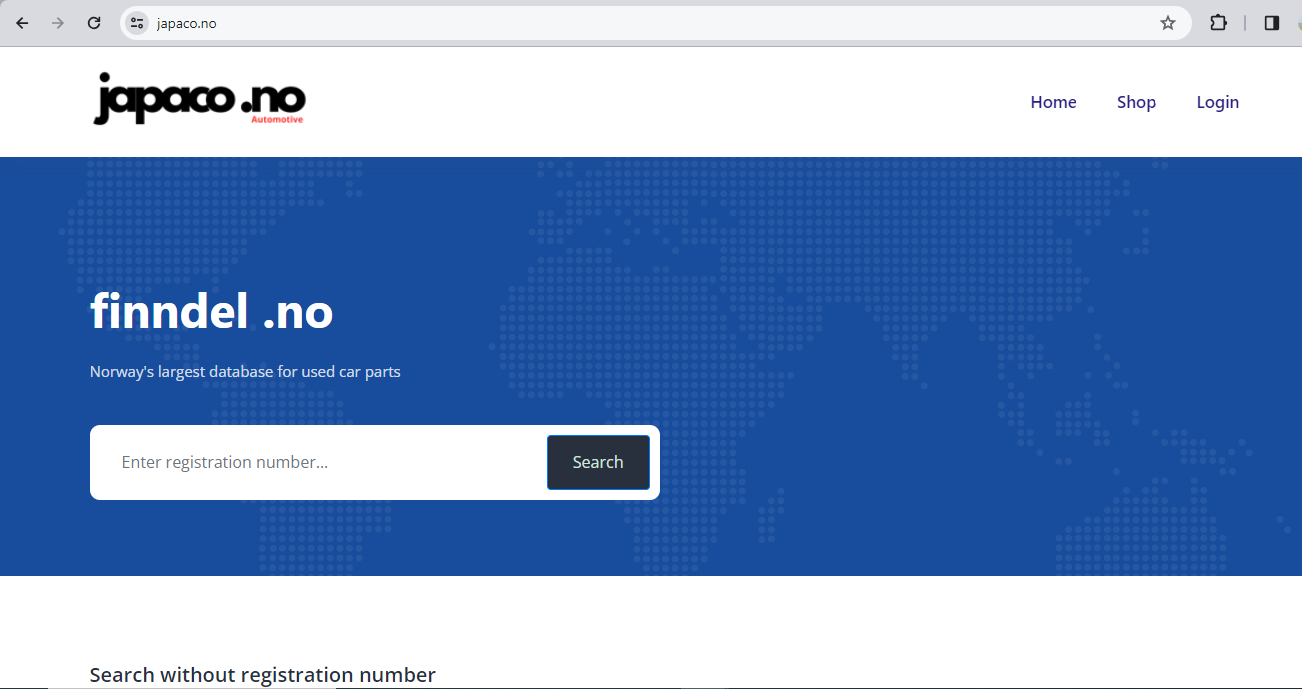 japaco.no
japaco .no
Automotive
Home
Shop
Login
finndel .no
Norway's largest database for used car parts
Enter registration number...
Search
Search without registration number